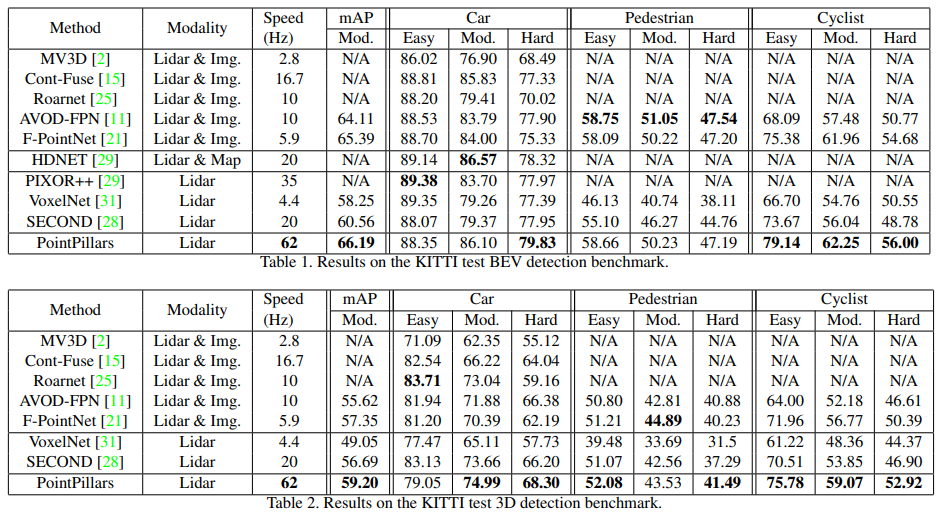 Method Modality Speed (Hz) mAP Car Pedestrian Cyclist
Mod. Easy Mod. Hard Easy Mod. Hard Easy Mod. Hard
MV3D [2] Lidar & Img. 2.8 N/A 86.02 76.90 68.49 N/A N/A N/A N/A N/A N/A
Cont-Fuse [15] Lidar & Img. 16.7 N/A 88.81 85.83 77.33 N/A N/A N/A N/A N/A N/A
Roarnet [25] Lidar & Img. 10 N/A 88.20 79.41 70.02 N/A N/A N/A N/A N/A N/A
AVOD-FPN [11] Lidar & Img. 10 64.11 88.53 83.79 77.90 58.75 51.05 47.54 68.09 57.48 50.77
F-PointNet [21] Lidar & Img. 5.9 65.39 88.70 84.00 75.33 58.09 50.22 47.20 75.38 61.96 54.68
HDNET [29] Lidar & Map 20 N/A 89.14 86.57 78.32 N/A N/A N/A N/A N/A N/A
PIXOR++ [29] Lidar 35 N/A 89.38 83.70 77.97 N/A N/A N/A N/A N/A N/A
VoxelNet [31] Lidar 4.4 58.25 89.35 79.26 77.39 46.13 40.74 38.11 66.70 54.76 50.55
SECOND [28] Lidar 20 60.56 88.07 79.37 77.95 55.10 46.27 44.76 73.67 56.04 48.78
PointPillars Lidar 62 66.19 88.35 86.10 79.83 58.66 50.23 47.19 79.14 62.25 56.00
Table 1. Results on the KITTI test BEV detection benchmark.
Method Modality Speed (Hz) mAP Car Pedestrian Cyclist
Mod. Easy Mod. Hard Easy Mod. Hard Easy Mod. Hard
MV3D [2] Lidar & Img. 2.8 N/A 71.09 62.35 55.12 N/A N/A N/A N/A N/A N/A
Cont-Fuse [15] Lidar & Img. 16.7 N/A 82.54 66.22 64.04 N/A N/A N/A N/A N/A N/A
Roarnet [25] Lidar & Img. 10 N/A 83.71 73.04 59.16 N/A N/A N/A N/A N/A N/A
AVOD-FPN [11] Lidar & Img. 10 55.62 81.94 71.88 66.38 50.80 42.81 40.88 64.00 52.18 46.61
F-PointNet [21] Lidar & Img. 5.9 57.35 81.20 70.39 62.19 51.21 44.89 40.23 71.96 56.77 50.39
VoxelNet [31] Lidar 4.4 49.05 77.47 65.11 57.73 39.48 33.69 31.5 61.22 48.36 44.37
SECOND [28] Lidar 20 56.69 83.13 73.66 66.20 51.07 42.56 37.29 70.51 53.85 46.90
PointPillars Lidar 62 59.20 79.05 74.99 68.30 52.08 43.53 41.49 75.78 59.07 52.92
Table 2. Results on the KITTI test 3D detection benchmark.